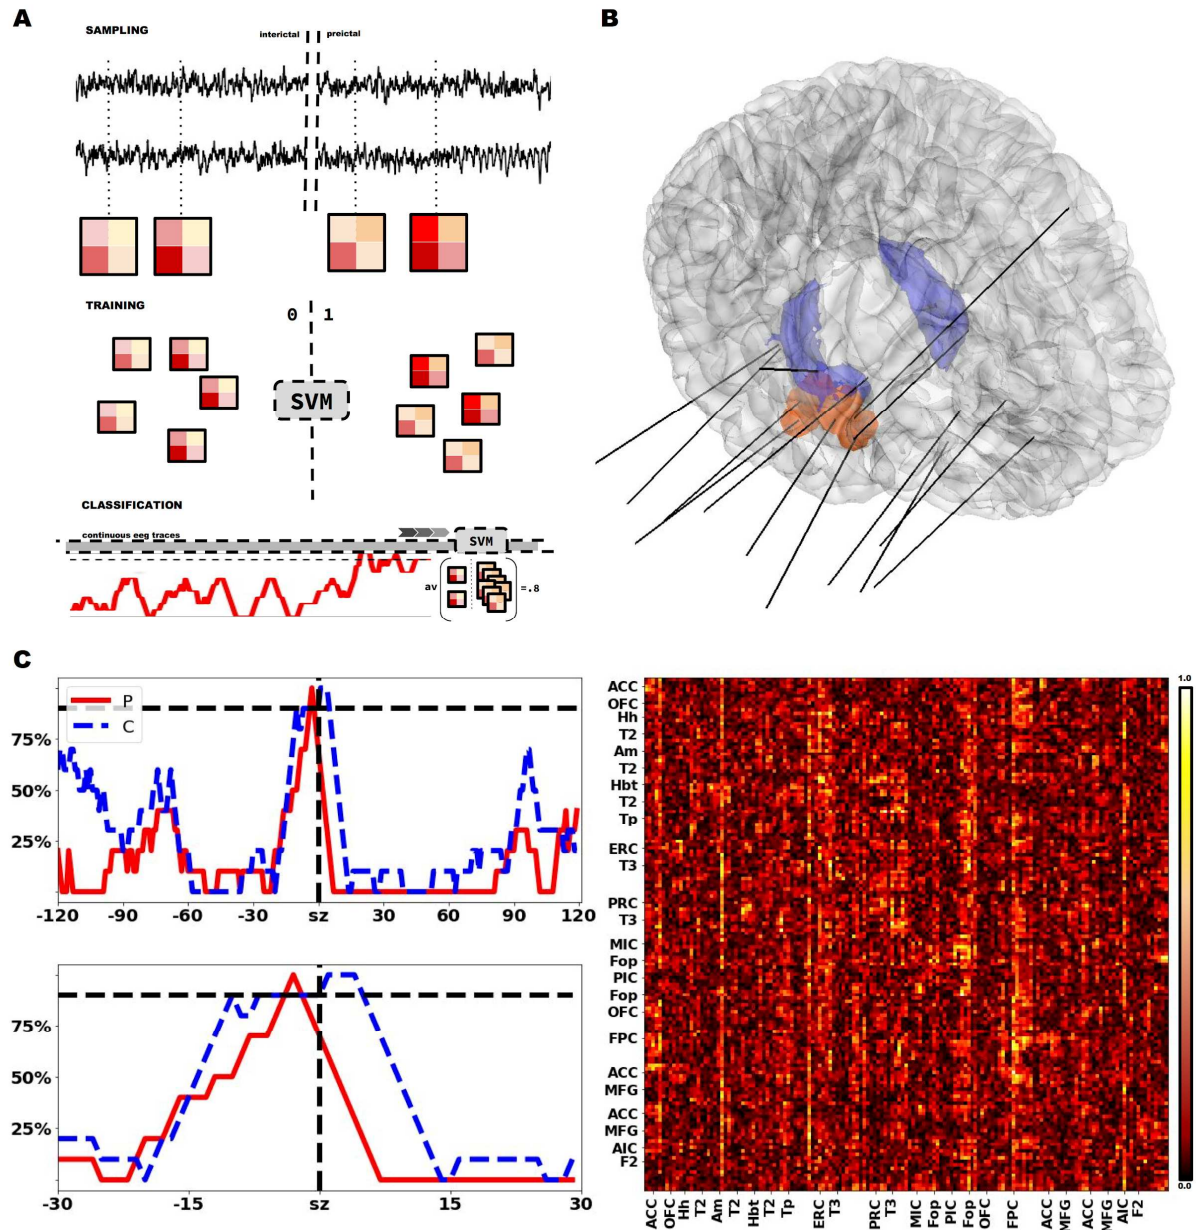 A
SAMPLING
interictal
preictal
TRAINING
0 1
SVM
CLASSIFICATION
continuous eeg traces
SVM
av
=.8
B
C
P
C
75%
50%
25%
-120 -90 -60 -30 S2 30 60 90 120
75%
50%
25%
-30 -15 S2 15 30
ACC
OFC
Hh
T2
Am
T2
Hbt
T2
Tp
ERC
T3
PRC
T3
MIC
Fop
PIC
Fop
OFC
FPC
ACC
MFG
ACC
MFG
AIC
F2
ACC OFC Hh T2 Am T2 Hbt T2 Tp ERC T3 PRC T3 MIC Fop PIC Fop OFC FPC ACC MFG ACC MFG AIC F2
1.0
0.0